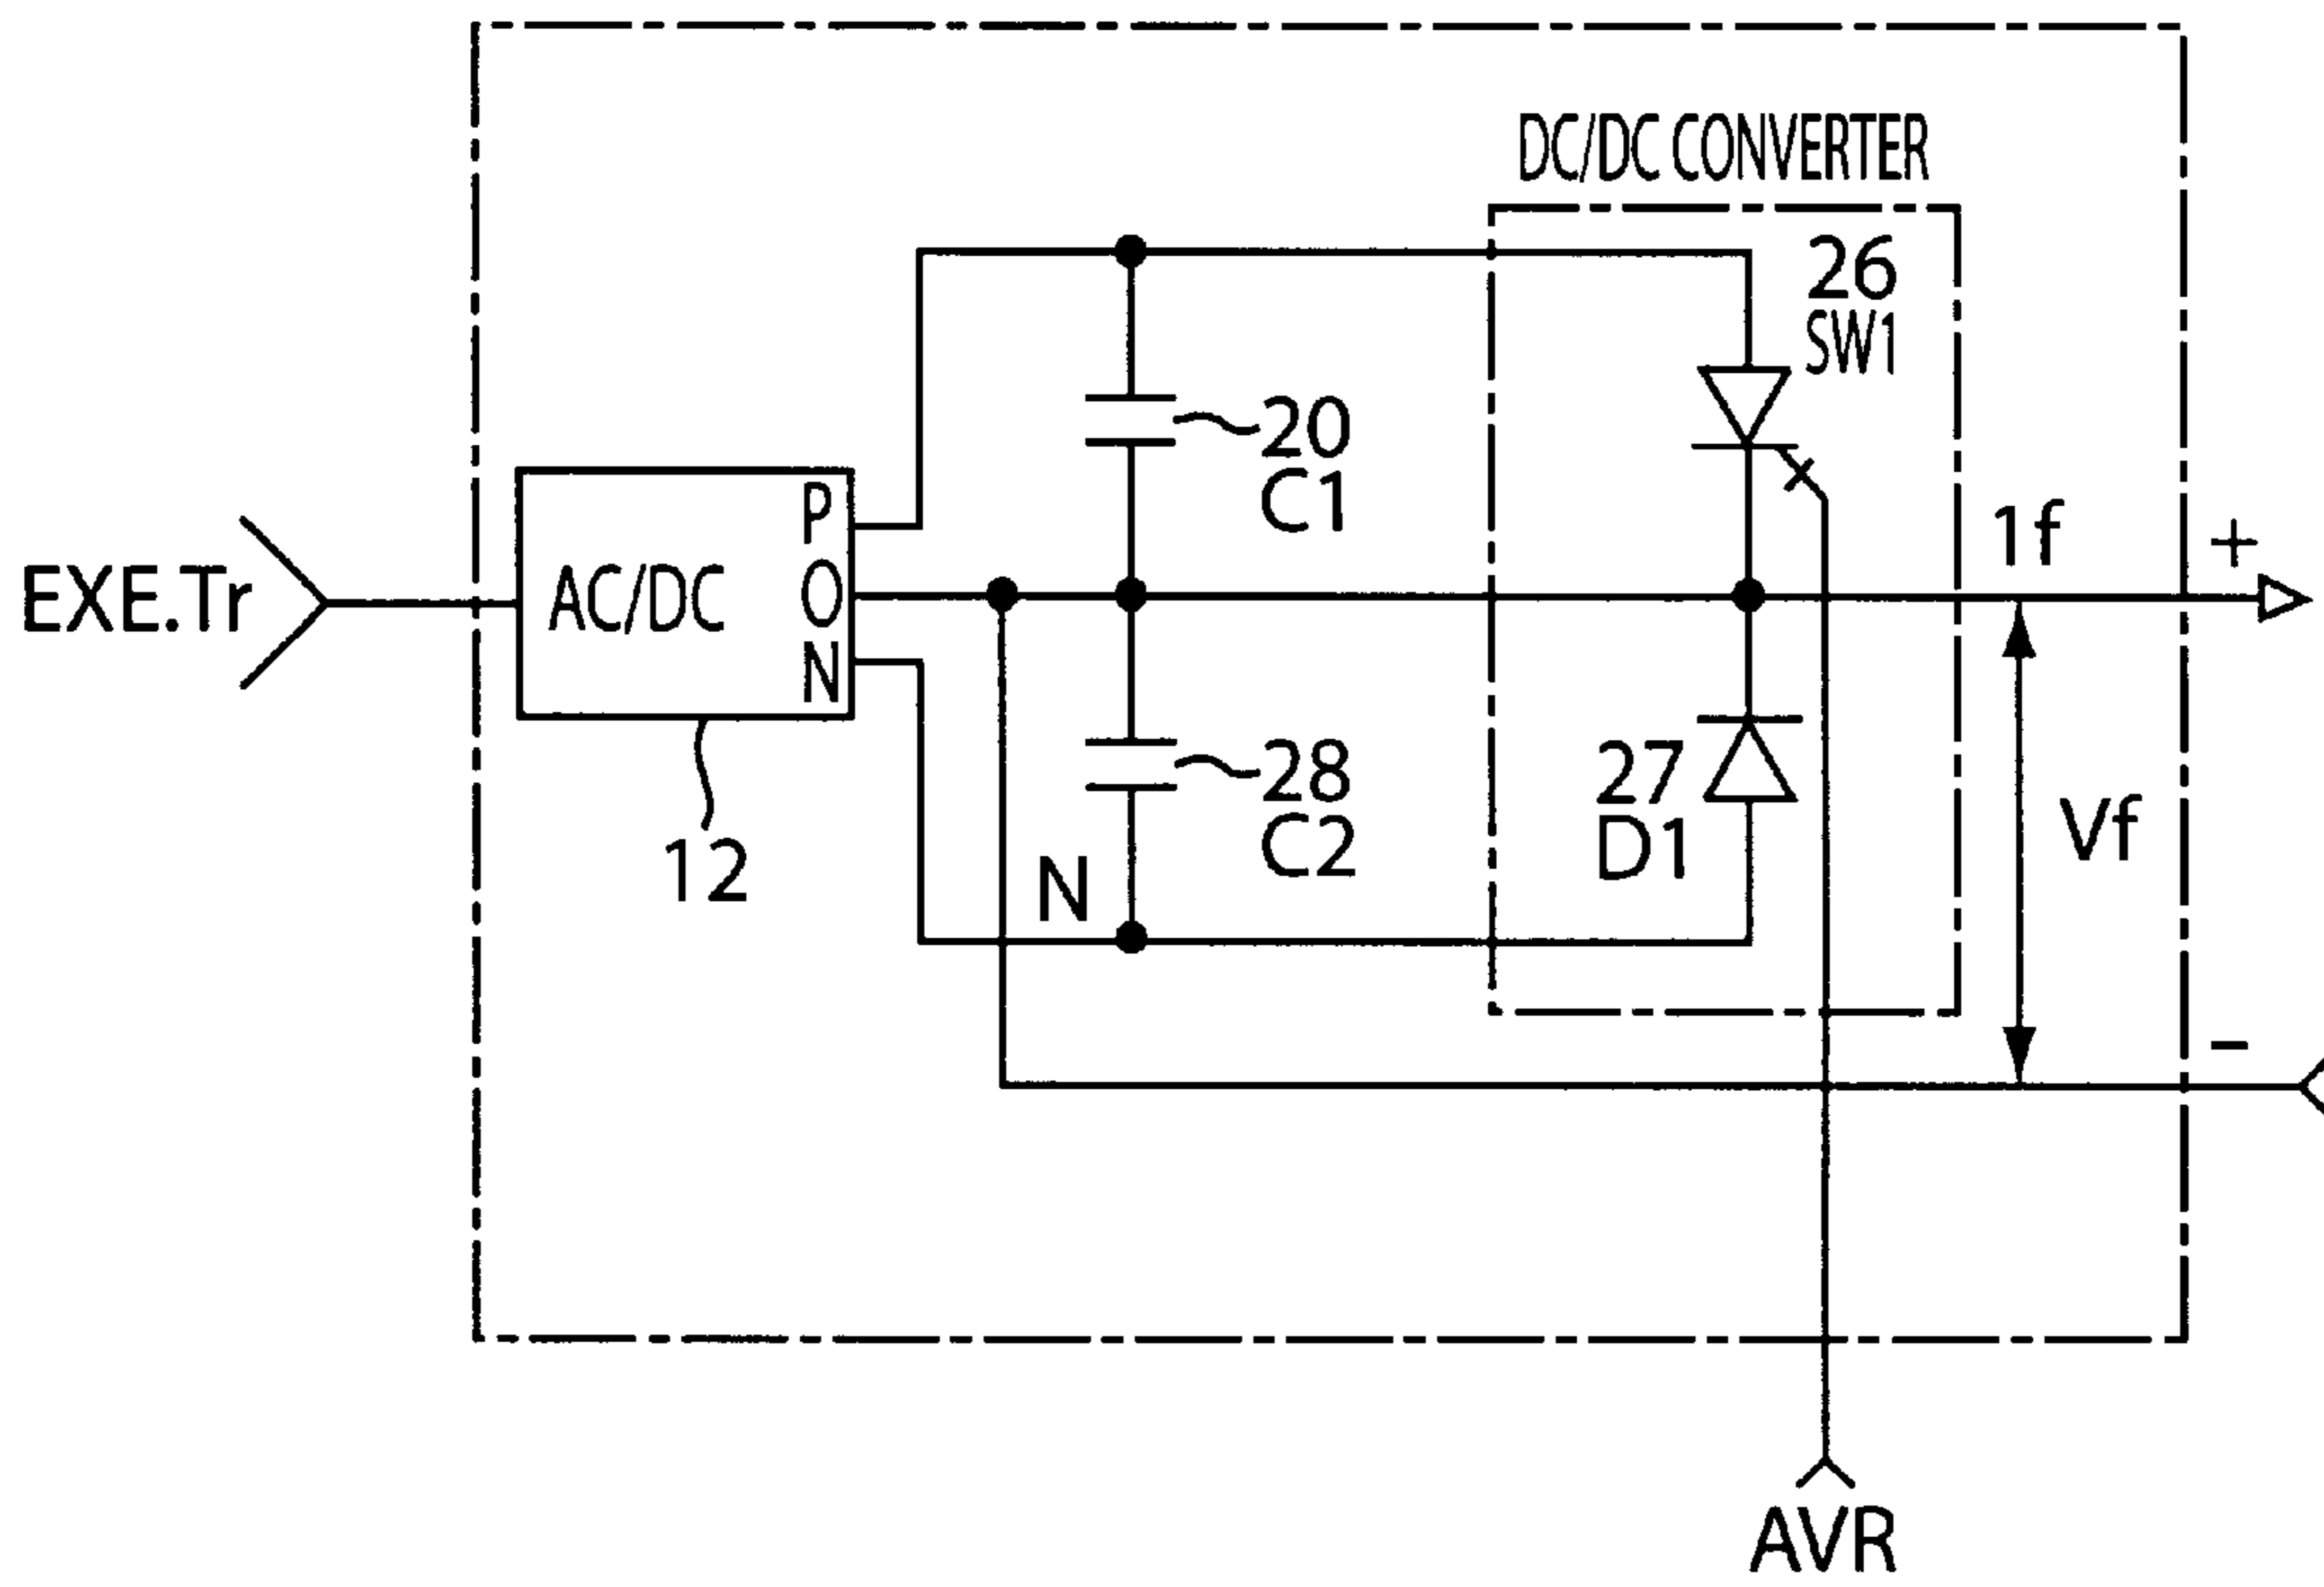 DC/DC CONVERTER
26
SW1
20
C1
EXE.Tr
AC/DC
P
O
N
12
1f
+
28
C2
27
D1
N
Vf
−
AVR